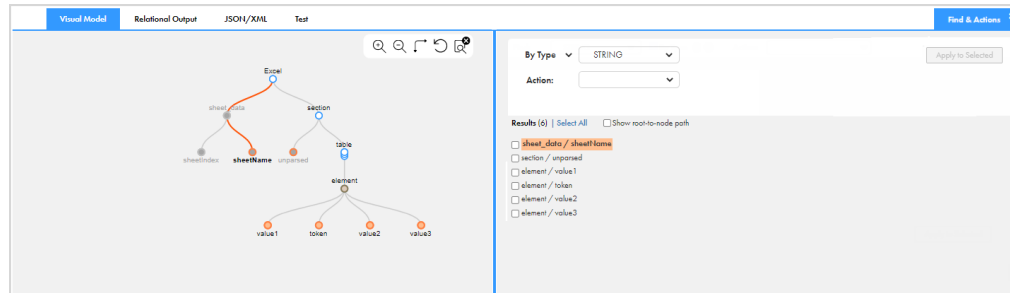 Visual Model Relational Output JSON/XML Test Find & Actions
Excel
sheet_data section
sheetIndex sheetName unparsed table
element
value1 token value2 value3
By Type STRING Apply to Selected
Action:
Results (6) | Select All Show root-to-node path
sheet_data / sheetName
section / unparsed
element / value1
element / token
element / value2
element / value3